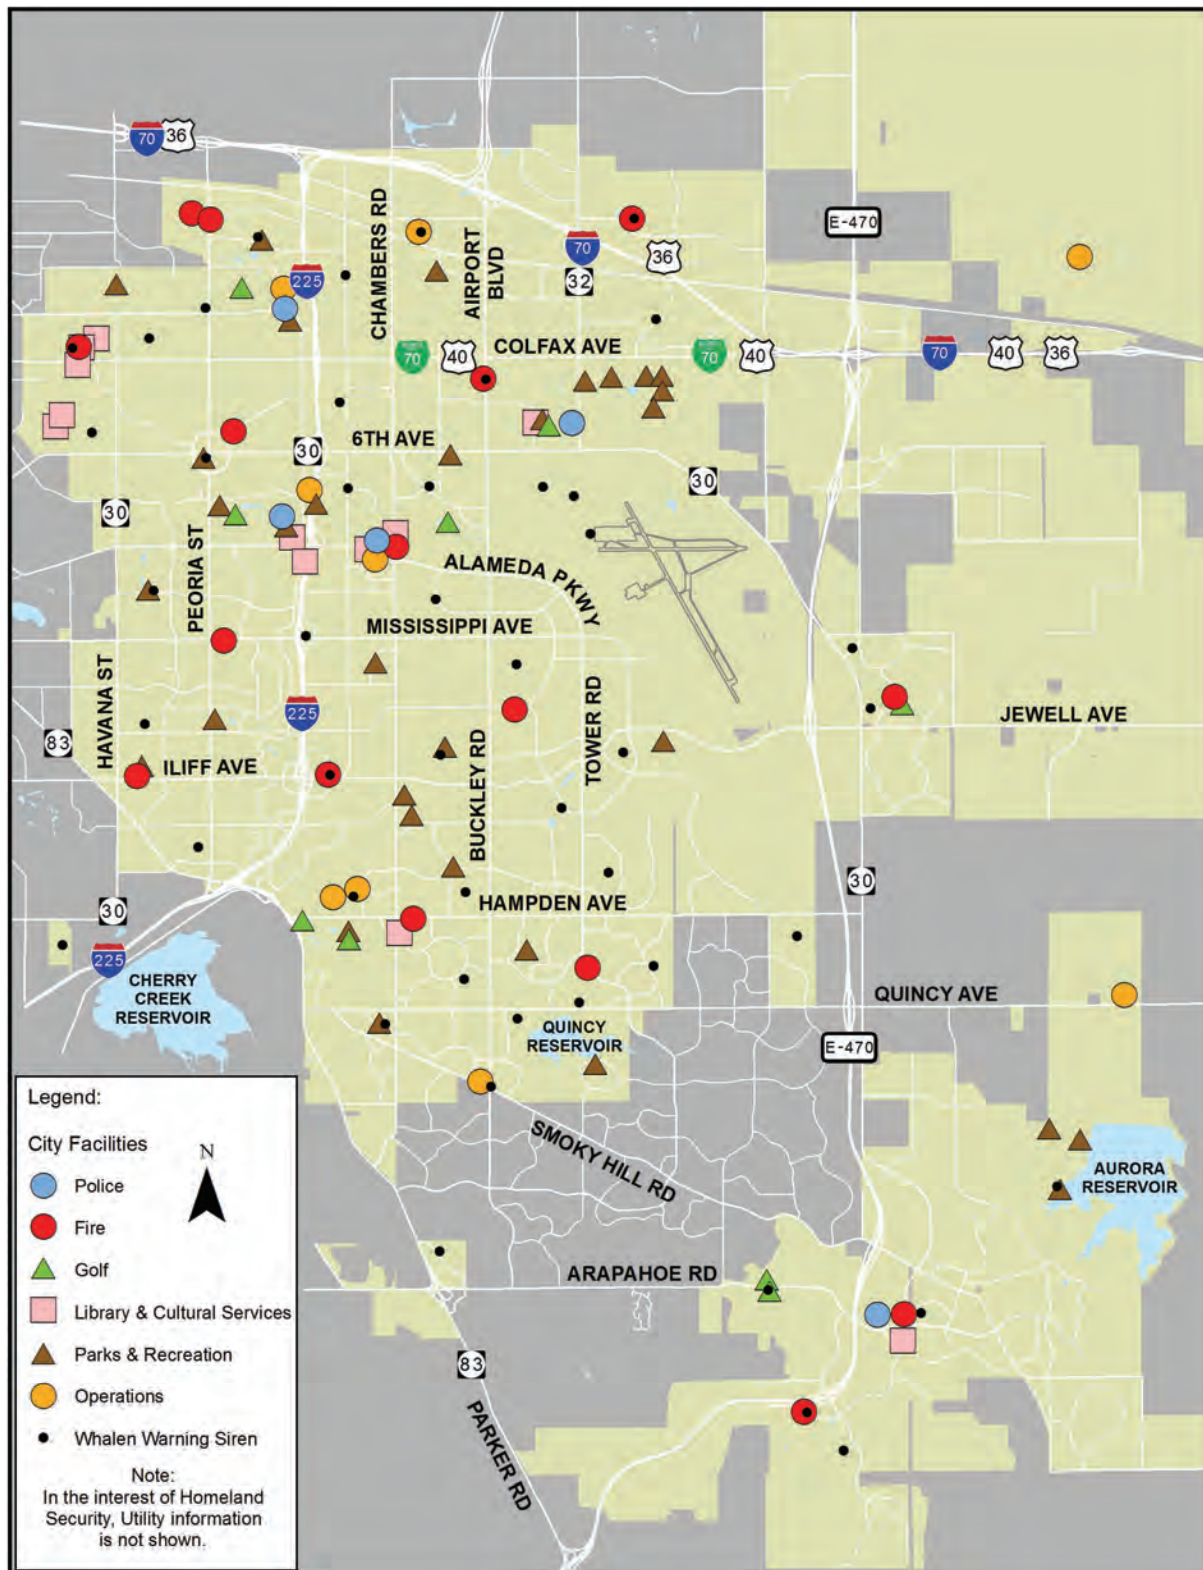 70
36
E-470
CHAMBERS RD
AIRPORT
BLVD
70
36
225
32
COLFAX AVE
70
40
70
40
70
40
36
6TH AVE
30
30
30
PEORIA ST
ALAMEDA PKWY
MISSISSIPPI AVE
HAVANA ST
225
TOWER RD
JEWELL AVE
83
ILIFF AVE
BUCKLEY RD
30
HAMPDEN AVE
30
225
CHERRY
CREEK
RESERVOIR
QUINCY AVE
QUINCY
RESERVOIR
E-470
SMOKY HILL RD
AURORA
RESERVOIR
ARAPAHOE RD
83
PARKER RD
Legend:
City Facilities
N
Police
Fire
Golf
Library & Cultural Services
Parks & Recreation
Operations
Whalen Warning Siren
Note:
In the interest of Homeland
Security, Utility information
is not shown.